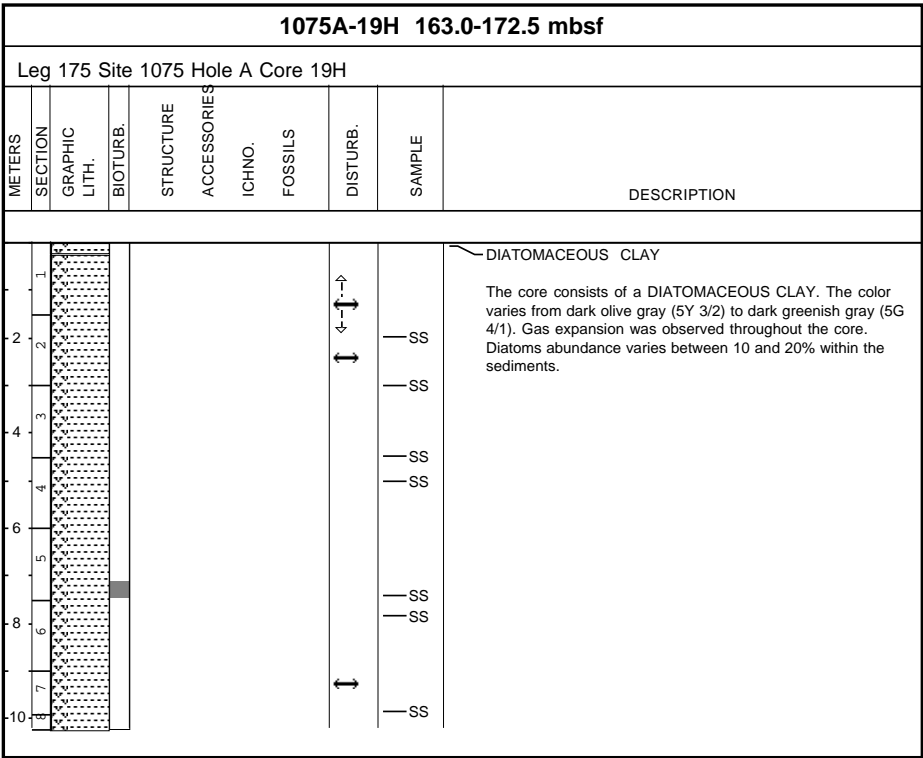 1075A-19H 163.0-172.5 mbsf
Leg 175 Site 1075 Hole A Core 19H
METERS
SECTION
GRAPHIC
LITH.
BIOTURB.
STRUCTURE
ACCESSORIES
ICHNO.
FOSSILS
DISTURB.
SAMPLE
DESCRIPTION
DIATOMACEOUS CLAY
The core consists of a DIATOMACEOUS CLAY. The color
varies from dark olive gray (5Y 3/2) to dark greenish gray (5G
4/1). Gas expansion was observed throughout the core.
Diatoms abundance varies between 10 and 20% within the
sediments.
1
2
2
SS
SS
3
4
SS
4
SS
6
5
SS
SS
8
6
7
SS
10
8